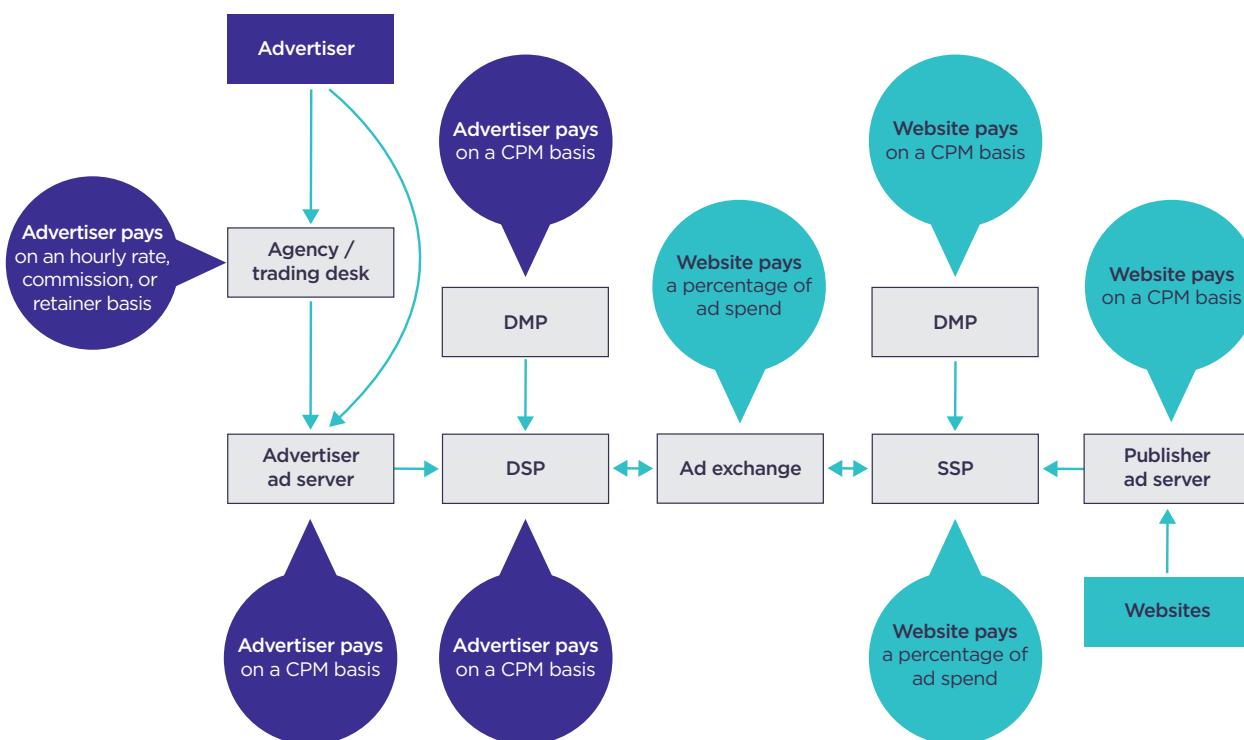 Advertiser
Advertiser pays
on a CPM basis
Website pays
on a CPM basis
Advertiser pays
on an hourly rate,
commission, or
retainer basis
Agency /
trading desk
Website pays
a percentage of
ad spend
Website pays
on a CPM basis
DMP
DMP
Advertiser
ad server
DSP
Ad exchange
SSP
Publisher
ad server
Advertiser pays
on a CPM basis
Advertiser pays
on a CPM basis
Website pays
a percentage of
ad spend
Websites